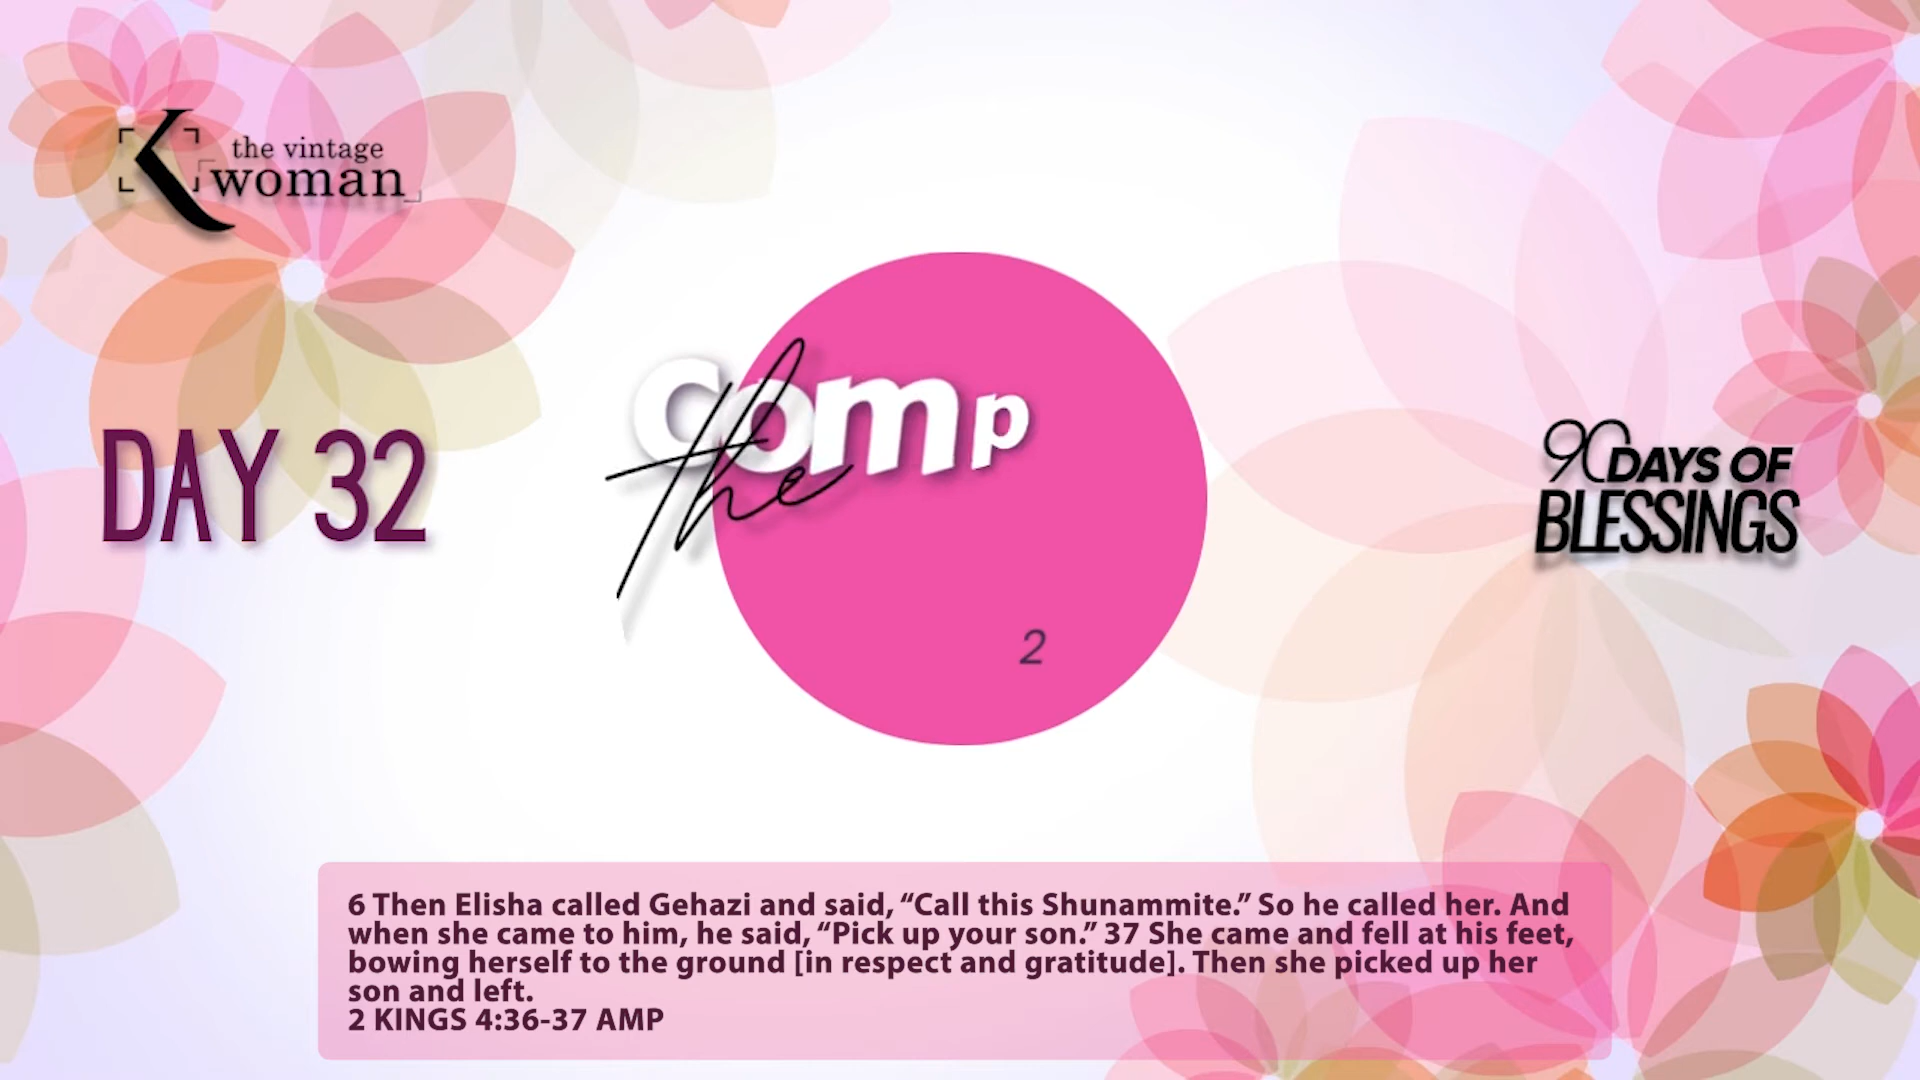 K the vintage
woman
DAY 32
the
comp
2
90 DAYS OF
BLESSINGS
6 Then Elisha called Gehazi and said, “Call this Shunammite.” So he called her. And
when she came to him, he said, “Pick up your son.” 37 She came and fell at his feet,
bowing herself to the ground [in respect and gratitude]. Then she picked up her
son and left.
2 KINGS 4:36-37 AMP